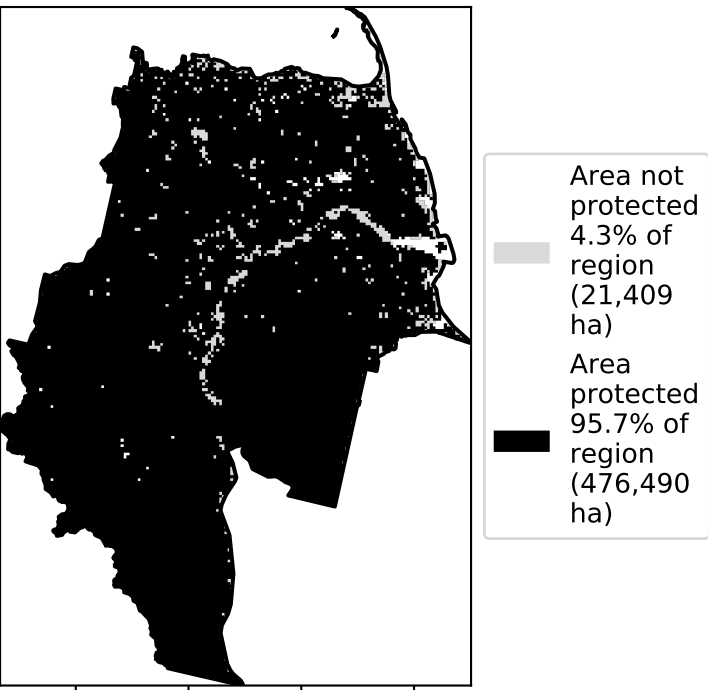 Area not
protected
4.3% of
region
(21,409
ha)
Area
protected
95.7% of
region
(476,490
ha)